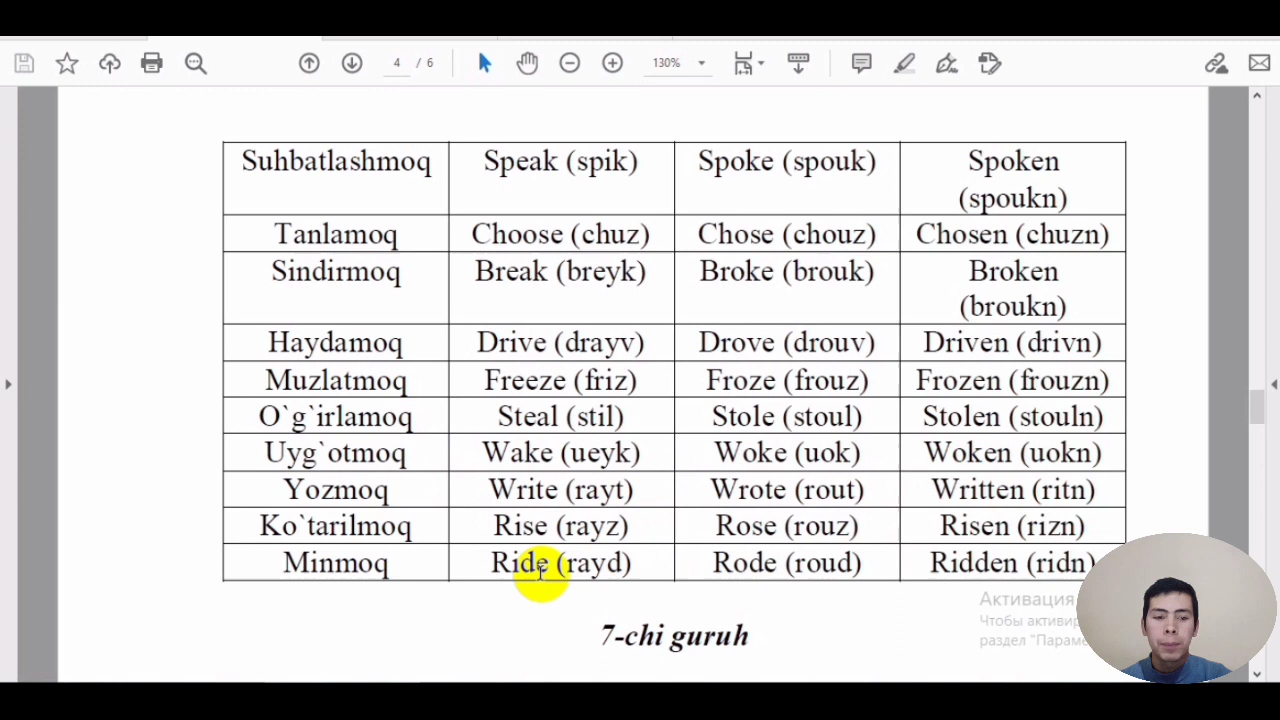 4 / 6 130%
Suhbatlashmoq Speak (spik) Spoke (spouk) Spoken
(spoukn)
Tanlamoq Choose (chuz) Chose (chouz) Chosen (chuzn)
Sindirmoq Break (breyk) Broke (brouk) Broken
(broukn)
Haydamoq Drive (drayv) Drove (drouv) Driven (drivn)
Muzlatmoq Freeze (friz) Froze (frouz) Frozen (frouzn)
O`g`irlamoq Steal (stil) Stole (stoul) Stolen (stouln)
Uyg`otmoq Wake (ueyk) Woke (uok) Woken (uokn)
Yozmoq Write (rayt) Wrote (rout) Written (ritn)
Ko`tarilmoq Rise (rayz) Rose (rouz) Risen (rizn)
Minmoq Ride (rayd) Rode (roud) Ridden (ridn)
7-chi guruh
Активация
Чтобы
раздел